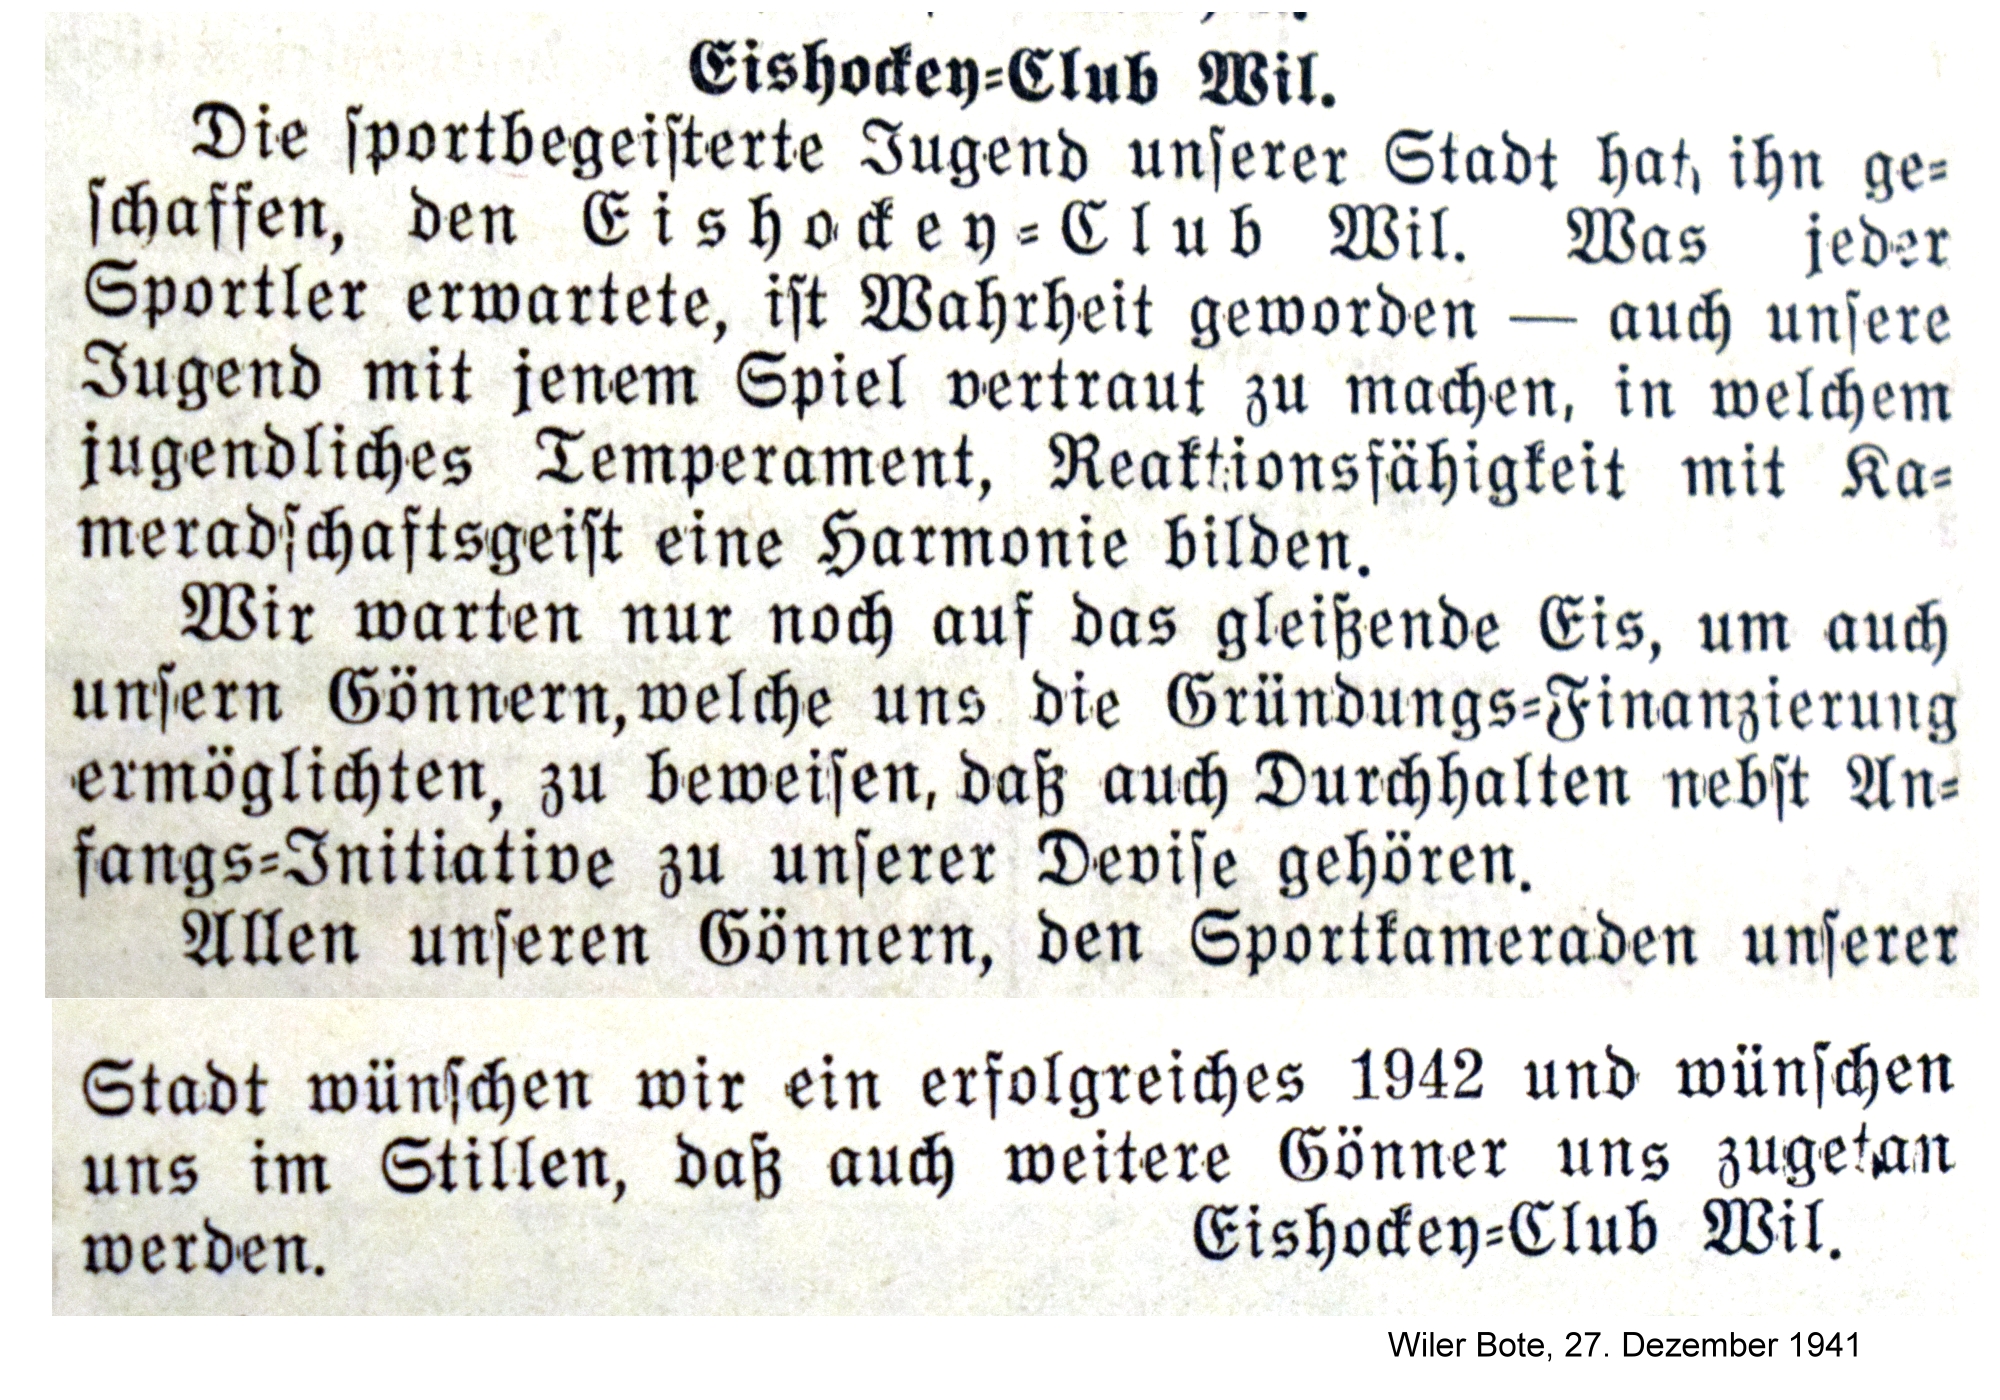 Eishockey-Club Wil.
Die sportbegeisterte Jugend unserer Stadt hat ihn ge-
schaffen, den Eishockey-Club Wil. Was jeder
Sportler erwartete, ist Wahrheit geworden — auch unsere
Jugend mit jenem Spiel vertraut zu machen, in welchem
jugendliches Temperament, Reaktionsfähigkeit mit Ka-
meradschaftsgeist eine Harmonie bilden.
Wir warten nur noch auf das gleißende Eis, um auch
unsern Gönnern, welche uns die Gründungs-Finanzierung
ermöglichten, zu beweisen, daß auch Durchhalten nebst An-
fangs-Initiative zu unserer Devise gehören.
Allen unseren Gönnern, den Sportkameraden unserer
Stadt wünschen wir ein erfolgreiches 1942 und wünschen
uns im Stillen, daß auch weitere Gönner uns zugetan
werden. Eishockey-Club Wil.
Wiler Bote, 27. Dezember 1941